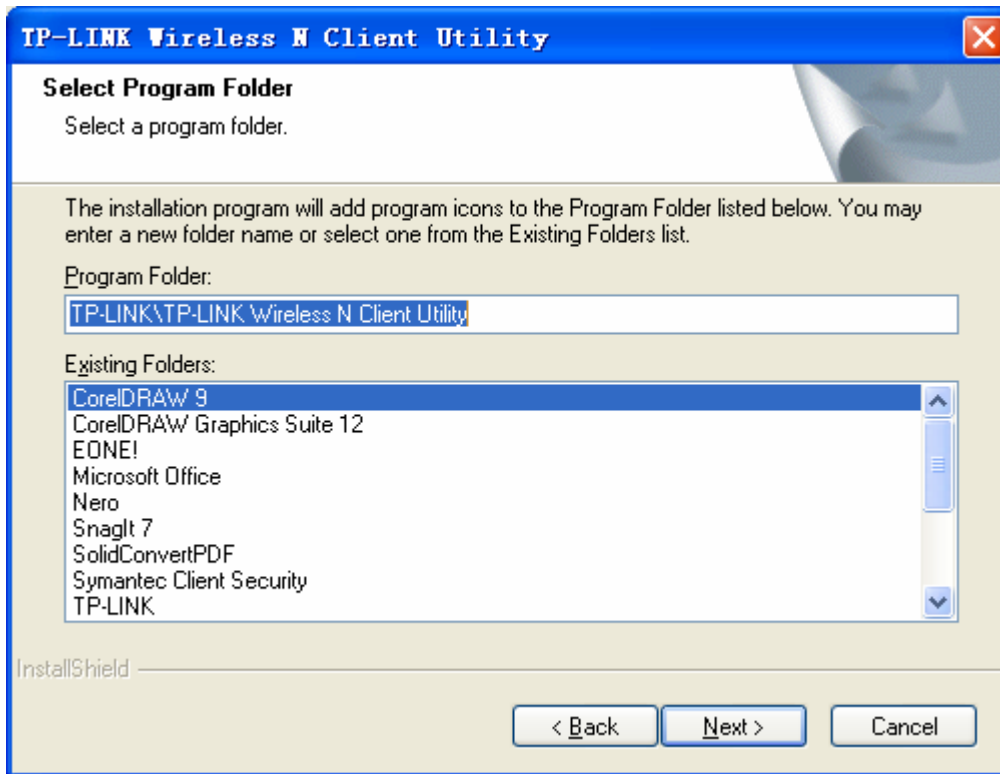 TP-LINK Wireless N Client Utility
Select Program Folder
Select a program folder.
The installation program will add program icons to the Program Folder listed below. You may
enter a new folder name or select one from the Existing Folders list.
Program Folder:
TP-LINK\TP-LINK Wireless N Client Utility
Existing Folders:
CorelDRAW 9
CorelDRAW Graphics Suite 12
EONE!
Microsoft Office
Nero
SnagIt 7
SolidConvertPDF
Symantec Client Security
TP-LINK
InstallShield
< Back
Next >
Cancel